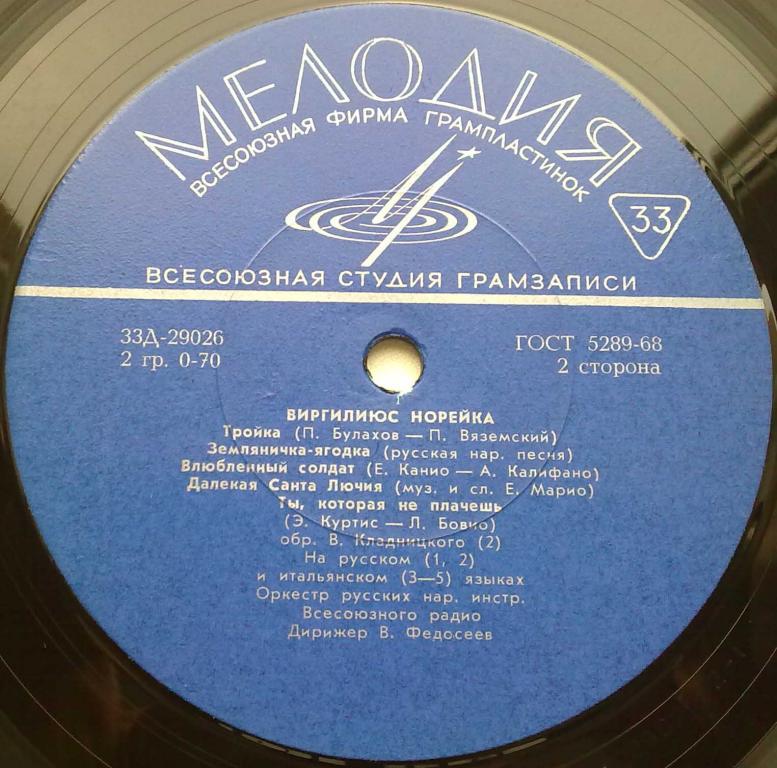 МЕЛОДИЯ
ВСЕСОЮЗНАЯ ФИРМА ГРАМПЛАСТИНОК
33
ВСЕСОЮЗНАЯ СТУДИЯ ГРАМЗАПИСИ
33Д-29026
2 гр. 0-70
ГОСТ 5289-68
2 сторона
ВИРГИЛИЮС НОРЕЙКА
Тройка (П. Булахов — П. Вяземский)
Земляничка-ягодка (русская нар. песня)
Влюбленный солдат (Е. Канио — А. Калифано)
Далекая Санта Лючия (муз. и сл. Е. Марио)
Ты, которая не плачешь
(Э. Куртис — Л. Бовио)
обр. В. Кладницкого (2)
На русском (1, 2)
и итальянском (3—5) языках
Оркестр русских нар. инстр.
Всесоюзного радио
Дирижер В. Федосеев